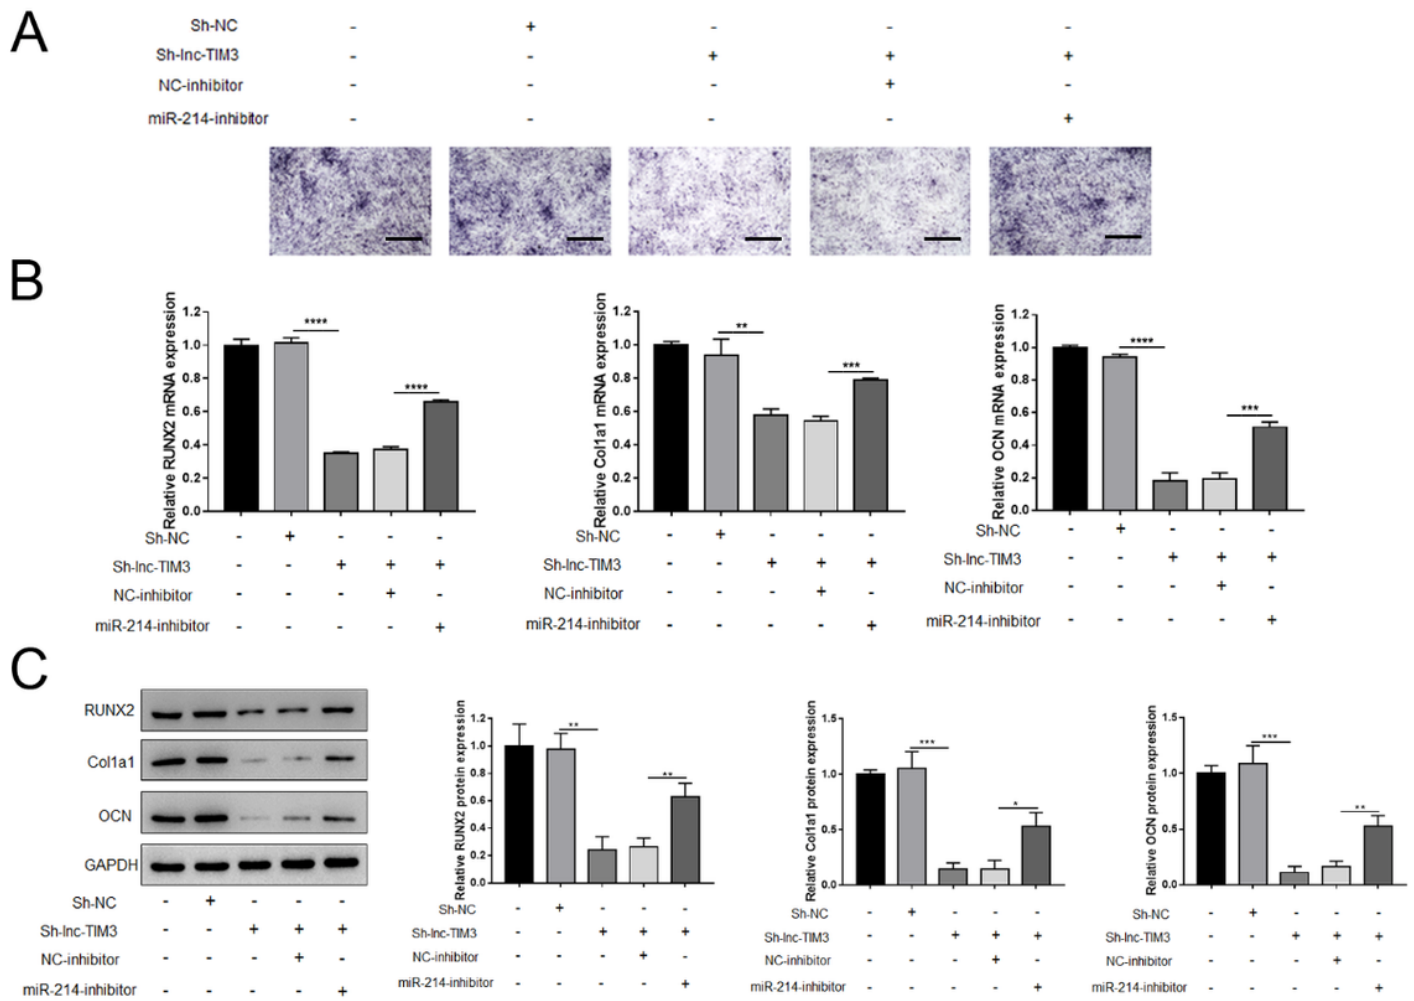 A
Sh-NC - + - - -
Sh-lnc-TIM3 - - + + +
NC-inhibitor - - - + -
miR-214-inhibitor - - - - +
B
Relative RUNX2 mRNA expression
1.2
1.0
0.8
0.6
0.4
0.2
0.0
**** ****
Sh-NC - + - - -
Sh-lnc-TIM3 - - + + +
NC-inhibitor - - - + -
miR-214-inhibitor - - - - +
Relative Col1a1 mRNA expression
1.2
1.0
0.8
0.6
0.4
0.2
0.0
** ***
Sh-NC - + - - -
Sh-lnc-TIM3 - - + + +
NC-inhibitor - - - + -
miR-214-inhibitor - - - - +
Relative OCN mRNA expression
1.2
1.0
0.8
0.6
0.4
0.2
0.0
**** ***
Sh-NC - + - - -
Sh-lnc-TIM3 - - + + +
NC-inhibitor - - - + -
miR-214-inhibitor - - - - +
C
RUNX2
Col1a1
OCN
GAPDH
Sh-NC - + - - -
Sh-lnc-TIM3 - - + + +
NC-inhibitor - - - + -
miR-214-inhibitor - - - - +
Relative RUNX2 protein expression
1.2
1.0
0.8
0.6
0.4
0.2
0.0
** **
Sh-NC - + - - -
Sh-lnc-TIM3 - - + + +
NC-inhibitor - - - + -
miR-214-inhibitor - - - - +
Relative Col1a1 protein expression
1.5
1.0
0.5
0.0
*** *
Sh-NC - + - - -
Sh-lnc-TIM3 - - + + +
NC-inhibitor - - - + -
miR-214-inhibitor - - - - +
Relative OCN protein expression
1.5
1.0
0.5
0.0
*** **
Sh-NC - + - - -
Sh-lnc-TIM3 - - + + +
NC-inhibitor - - - + -
miR-214-inhibitor - - - - +